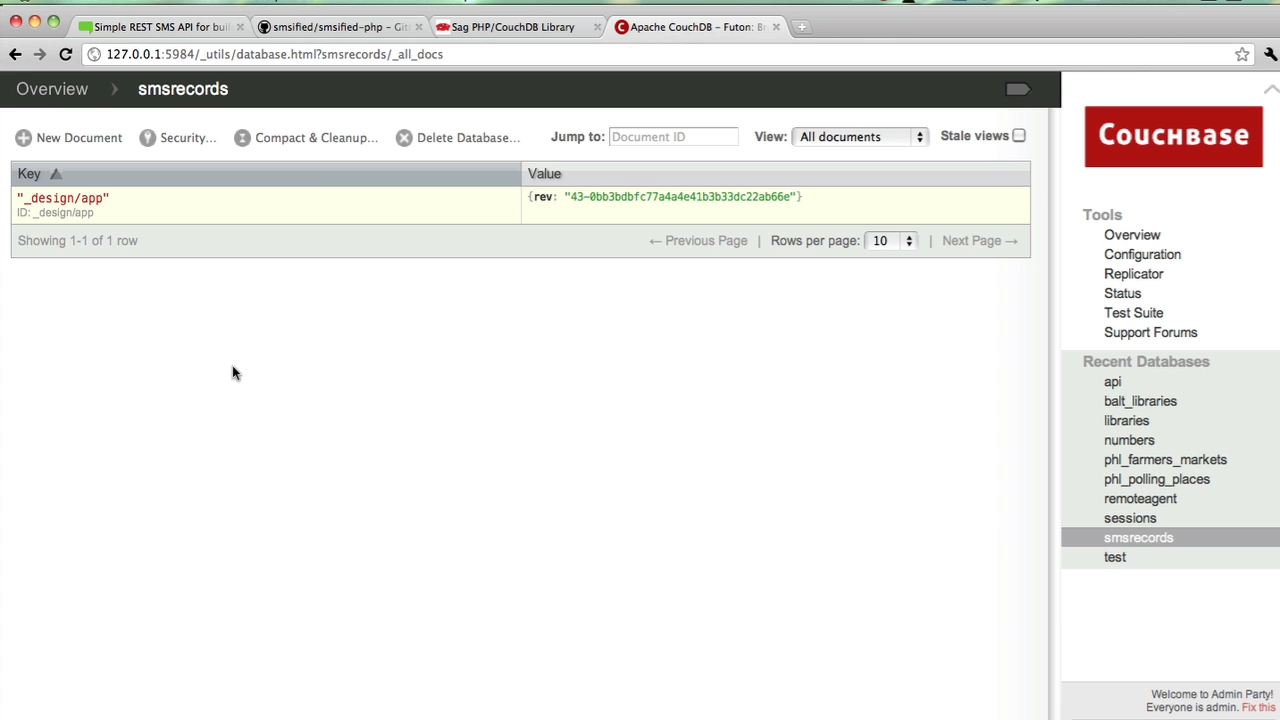 Simple REST SMS API for buil
smsified/smsified-php – Git
Sag PHP/CouchDB Library
Apache CouchDB – Futon: Br
127.0.0.1:5984/_utils/database.html?smsrecords/_all_docs
Overview
smsrecords
New Document
Security...
Compact & Cleanup...
Delete Database...
Jump to:
Document ID
View:
All documents
Stale views
Key
Value
"_design/app"
{rev: "43-0bb3bdbfc77a4a4e41b3b33dc22ab66e"}
ID: _design/app
Showing 1-1 of 1 row
← Previous Page | Rows per page: 10 | Next Page →
COUCHBASE
Tools
Overview
Configuration
Replicator
Status
Test Suite
Support Forums
Recent Databases
api
balt_libraries
libraries
numbers
phl_farmers_markets
phl_polling_places
remoteagent
sessions
smsrecords
test
Welcome to Admin Party!
Everyone is admin. Fix this